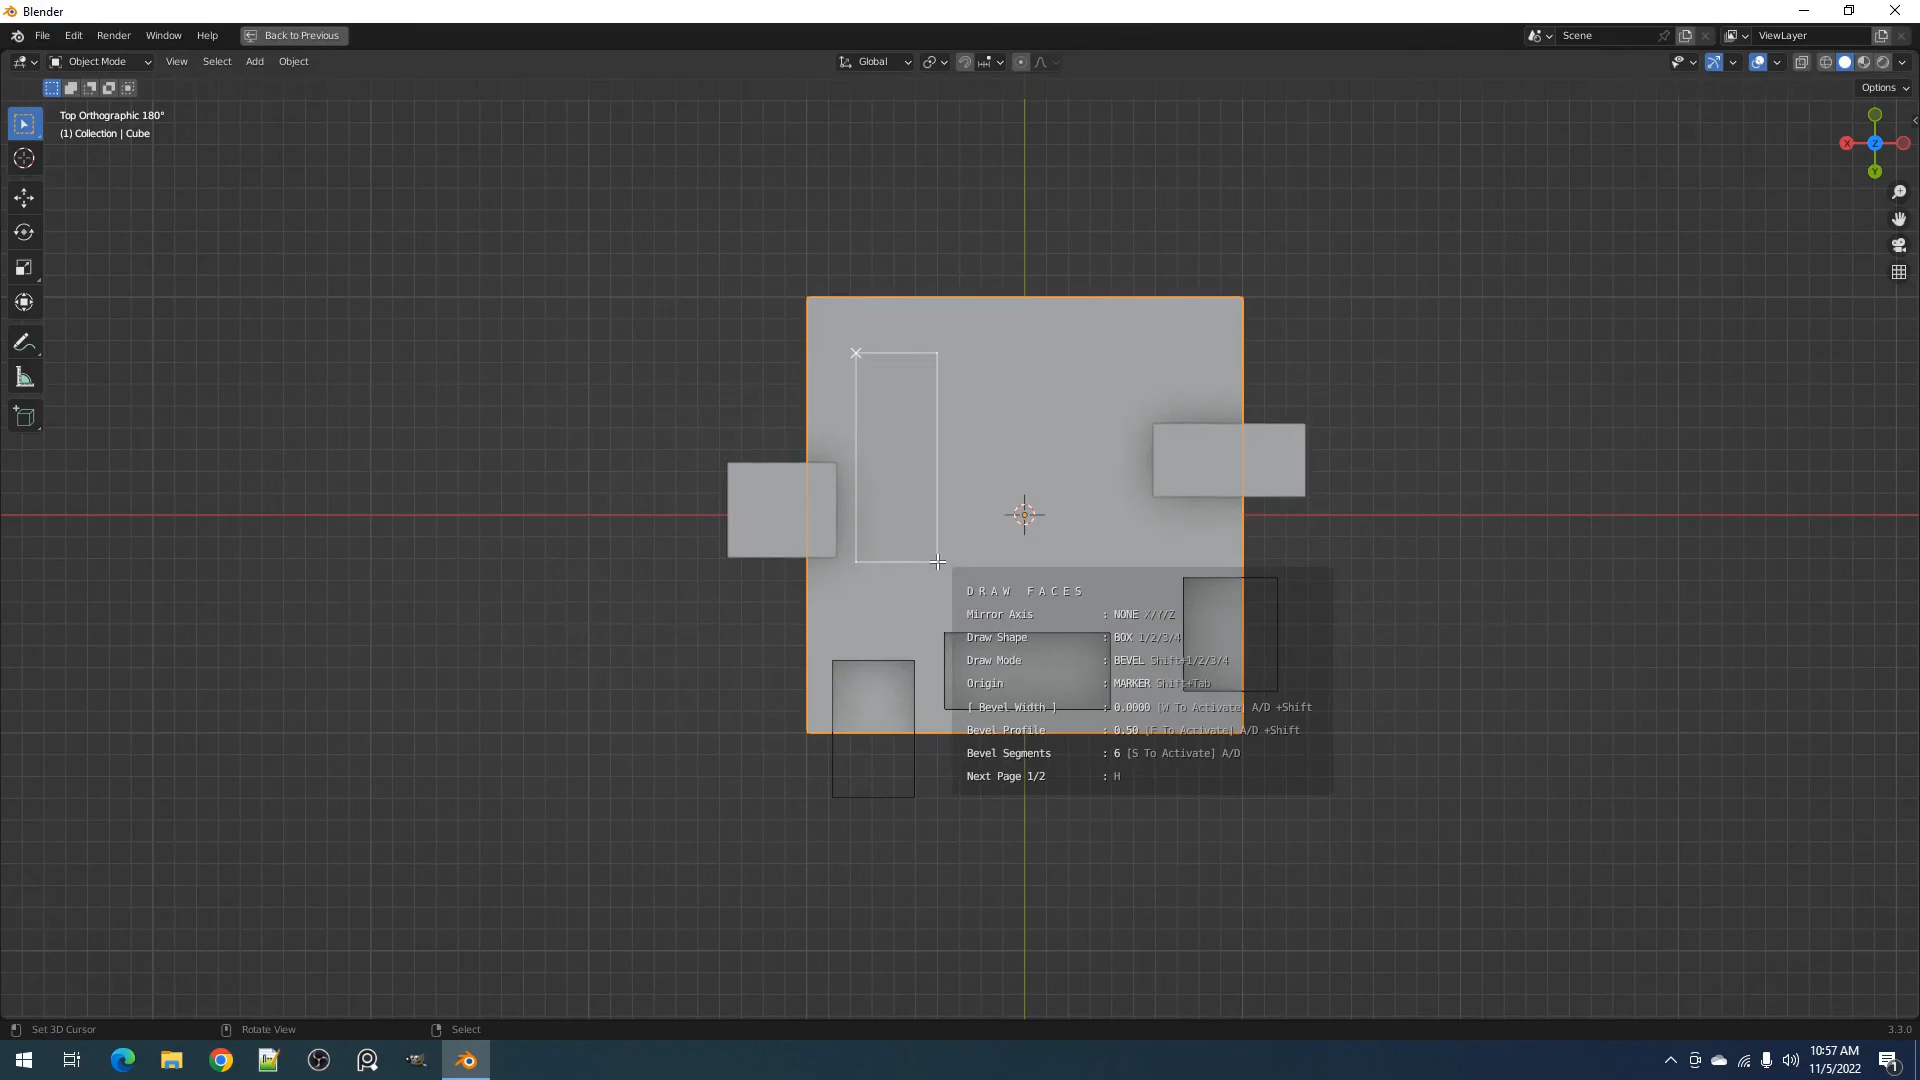 Blender
File Edit Render Window Help Back to Previous Scene ViewLayer
Object Mode View Select Add Object Global
Options
Top Orthographic 180°
(1) Collection | Cube
X Z
Y
DRAW FACES
Mirror Axis : NONE X/Y/Z
Draw Shape : BOX 1/2/3/4
Draw Mode : BEVEL Shift+1/2/3/4
Origin : MARKER Shift+Tab
[ Bevel Width ] : 0.0000 [W To Activate] A/D +Shift
Bevel Profile : 0.50 [F To Activate] A/D +Shift
Bevel Segments : 6 [S To Activate] A/D
Next Page 1/2 : H
Set 3D Cursor Rotate View Select 3.3.0
10:57 AM
11/5/2022
1